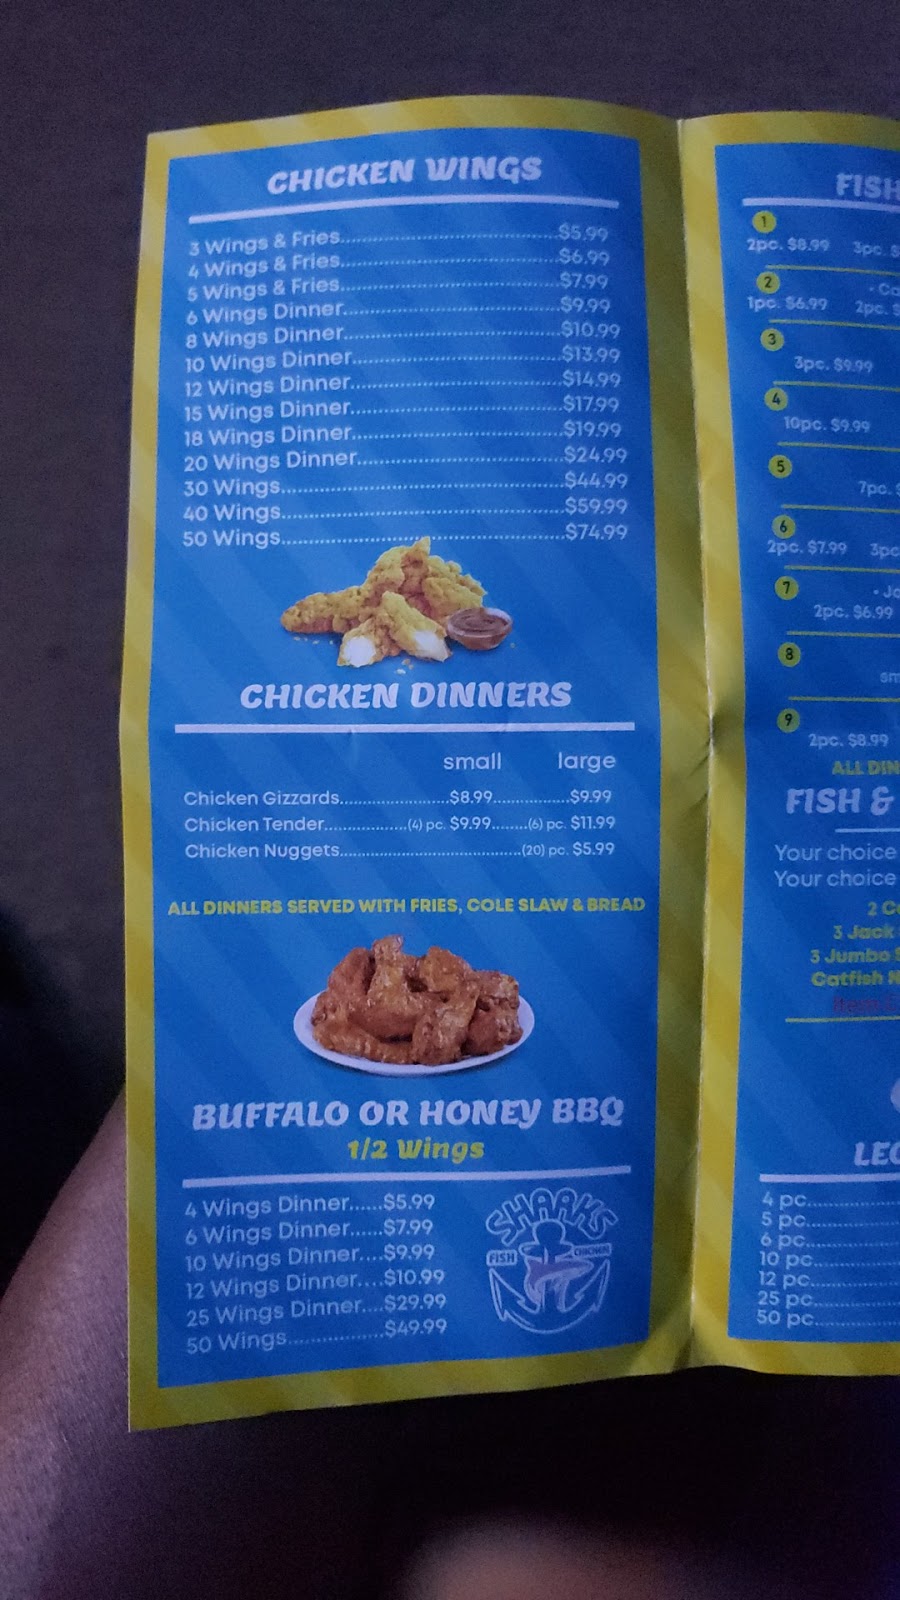 CHICKEN WINGS
3 Wings & Fries..........$5.99
4 Wings & Fries..........$6.99
5 Wings & Fries..........$7.99
6 Wings Dinner..........$9.99
8 Wings Dinner..........$10.99
10 Wings Dinner..........$13.99
12 Wings Dinner..........$14.99
15 Wings Dinner..........$17.99
18 Wings Dinner..........$19.99
20 Wings Dinner..........$24.99
30 Wings..........$44.99
40 Wings..........$59.99
50 Wings..........$74.99
CHICKEN DINNERS
small large
Chicken Gizzards..........$8.99..........$9.99
Chicken Tender..........(4) pc. $9.99........(6) pc. $11.99
Chicken Nuggets..........(20) pc. $5.99
ALL DINNERS SERVED WITH FRIES, COLE SLAW & BREAD
BUFFALO OR HONEY BBQ
1/2 Wings
4 Wings Dinner......$5.99
6 Wings Dinner......$7.99
10 Wings Dinner....$9.99
12 Wings Dinner....$10.99
25 Wings Dinner....$29.99
50 Wings..........$49.99
SHARKS
FISH CHICKEN
FISH
1
2pc. $8.99 3pc.
2
1pc. $6.99 2pc.
3
3pc. $9.99
4
10pc. $9.99
5
7pc.
6
2pc. $7.99 3pc
7
2pc. $6.99
8
sm
9
2pc. $8.99
ALL DIN
FISH &
Your choice
Your choice
2 C
3 Jack
3 Jumbo
Catfish N
LEG
4 pc..........
5 pc..........
6 pc..........
10 pc..........
12 pc..........
25 pc..........
50 pc..........